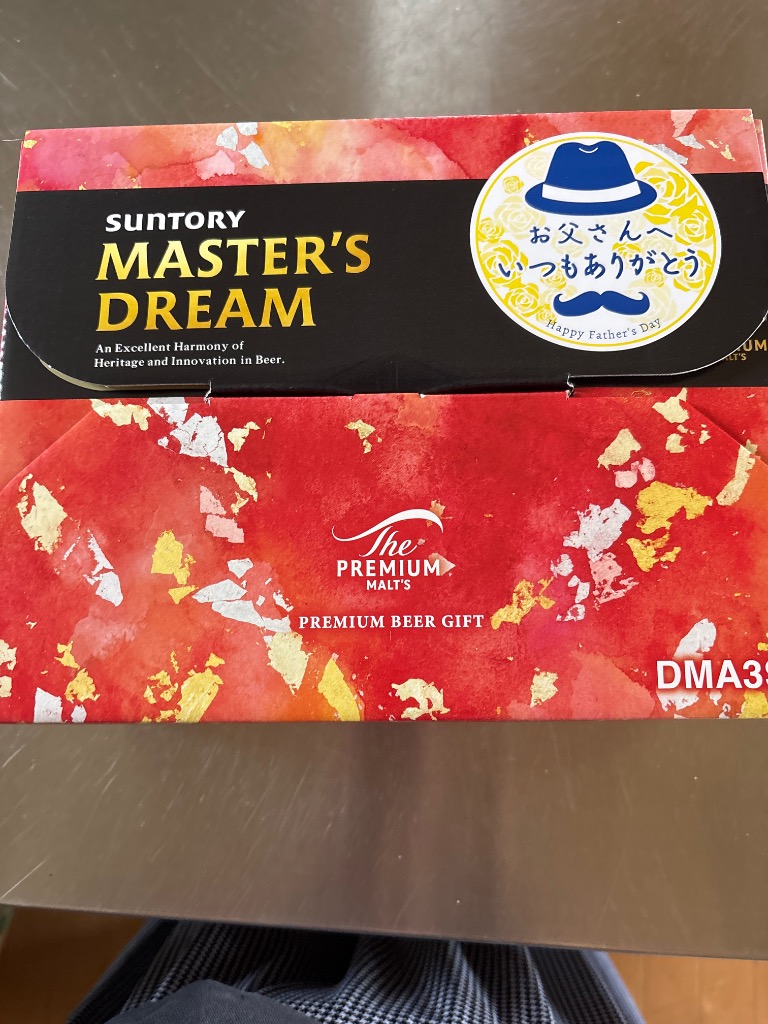 SUNTORY
MASTER'S
DREAM
An Excellent Harmony of
Heritage and Innovation in Beer.
お父さんへ
いつもありがとう
Happy Father's Day
The
PREMIUM
MALT'S
PREMIUM BEER GIFT